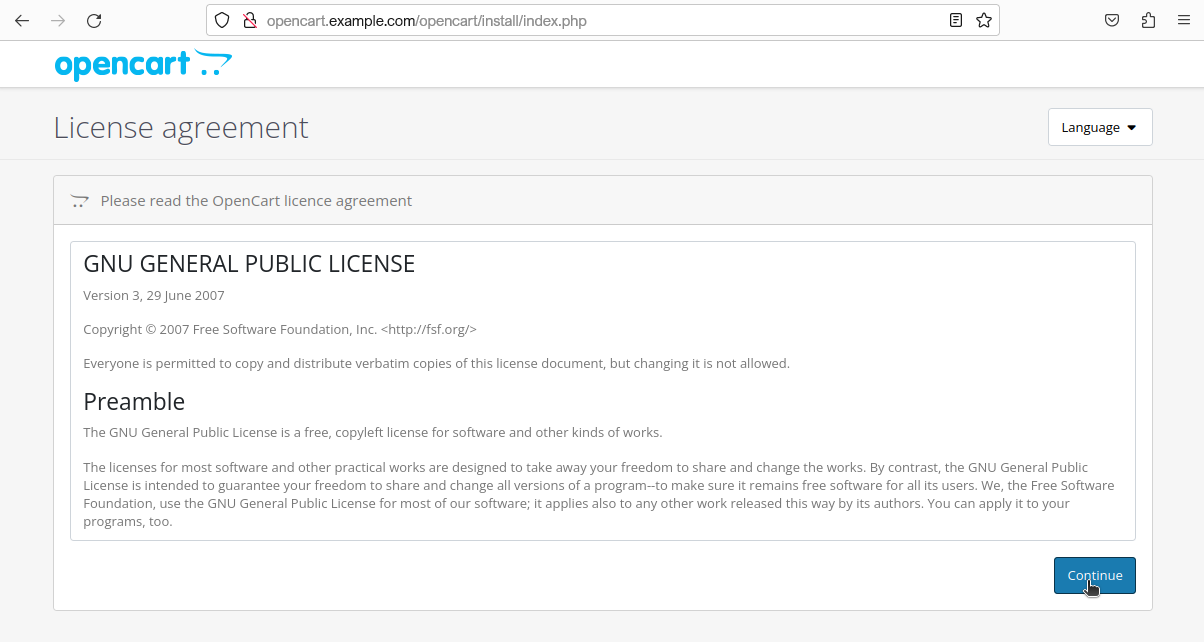 opencart.example.com/opencart/install/index.php
opencart
License agreement
Language
Please read the OpenCart licence agreement
GNU GENERAL PUBLIC LICENSE
Version 3, 29 June 2007
Copyright © 2007 Free Software Foundation, Inc. <http://fsf.org/>
Everyone is permitted to copy and distribute verbatim copies of this license document, but changing it is not allowed.
Preamble
The GNU General Public License is a free, copyleft license for software and other kinds of works.
The licenses for most software and other practical works are designed to take away your freedom to share and change the works. By contrast, the GNU General Public
License is intended to guarantee your freedom to share and change all versions of a program--to make sure it remains free software for all its users. We, the Free Software
Foundation, use the GNU General Public License for most of our software; it applies also to any other work released this way by its authors. You can apply it to your
programs, too.
Continue